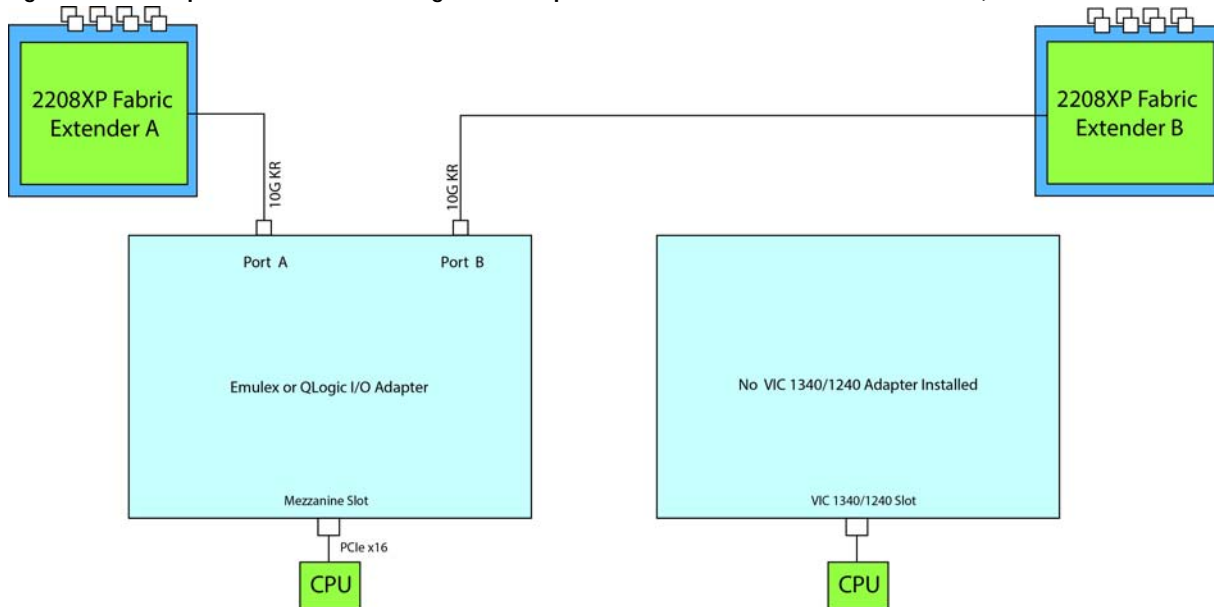 2208XP Fabric
Extender A
2208XP Fabric
Extender B
10G KR
10G KR
Port A
Port B
Emulex or QLogic I/O Adapter
No VIC 1340/1240 Adapter Installed
Mezzanine Slot
VIC 1340/1240 Slot
PCIe x16
CPU
CPU